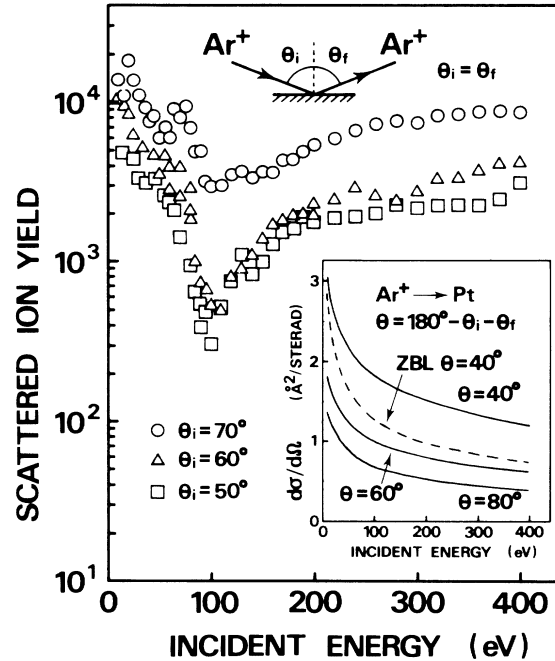 SCATTERED ION YIELD
10⁵
10⁴
10³
10²
10¹
Ar⁺ θi θf Ar⁺
θi = θf
○ θi = 70°
△ θi = 60°
□ θi = 50°
dσ/dΩ (Å²/STERAD)
3
2
1
0
Ar⁺ → Pt
θ = 180° - θi - θf
ZBL θ = 40°
θ = 40°
θ = 60°
θ = 80°
0 100 200 300 400
INCIDENT ENERGY (eV)
0 100 200 300 400
INCIDENT ENERGY (eV)